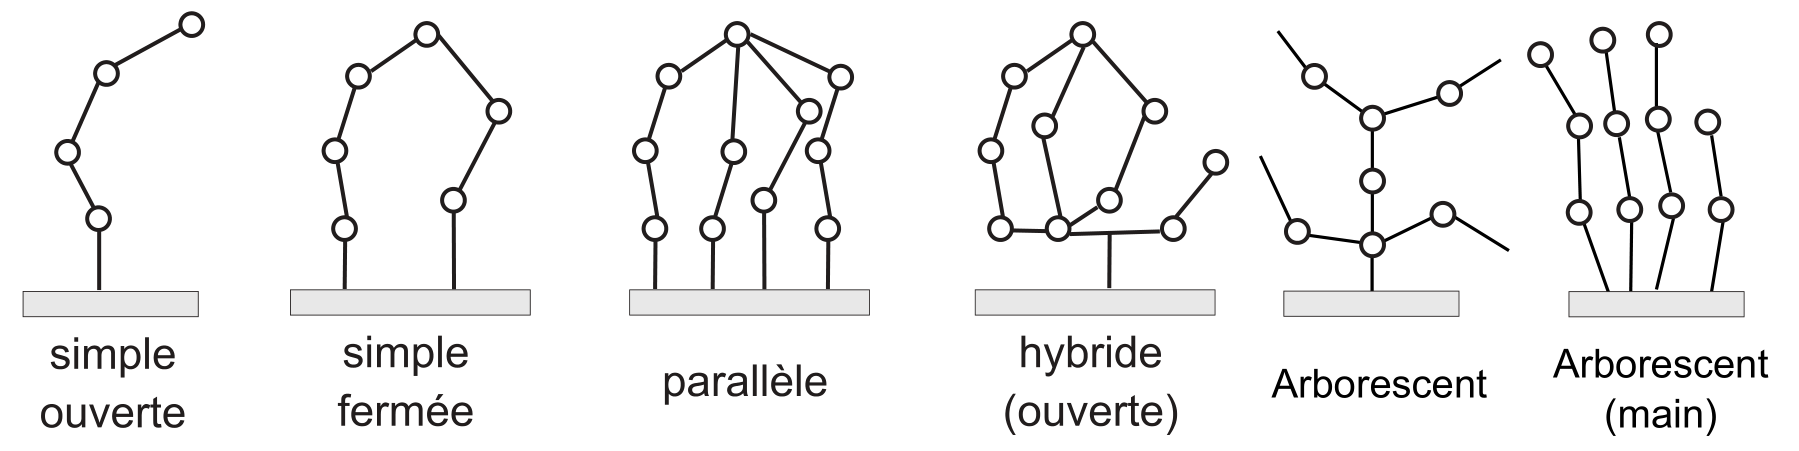 simple
ouverte
simple
fermée
parallèle
hybride
(ouverte)
Arborescent
Arborescent
(main)